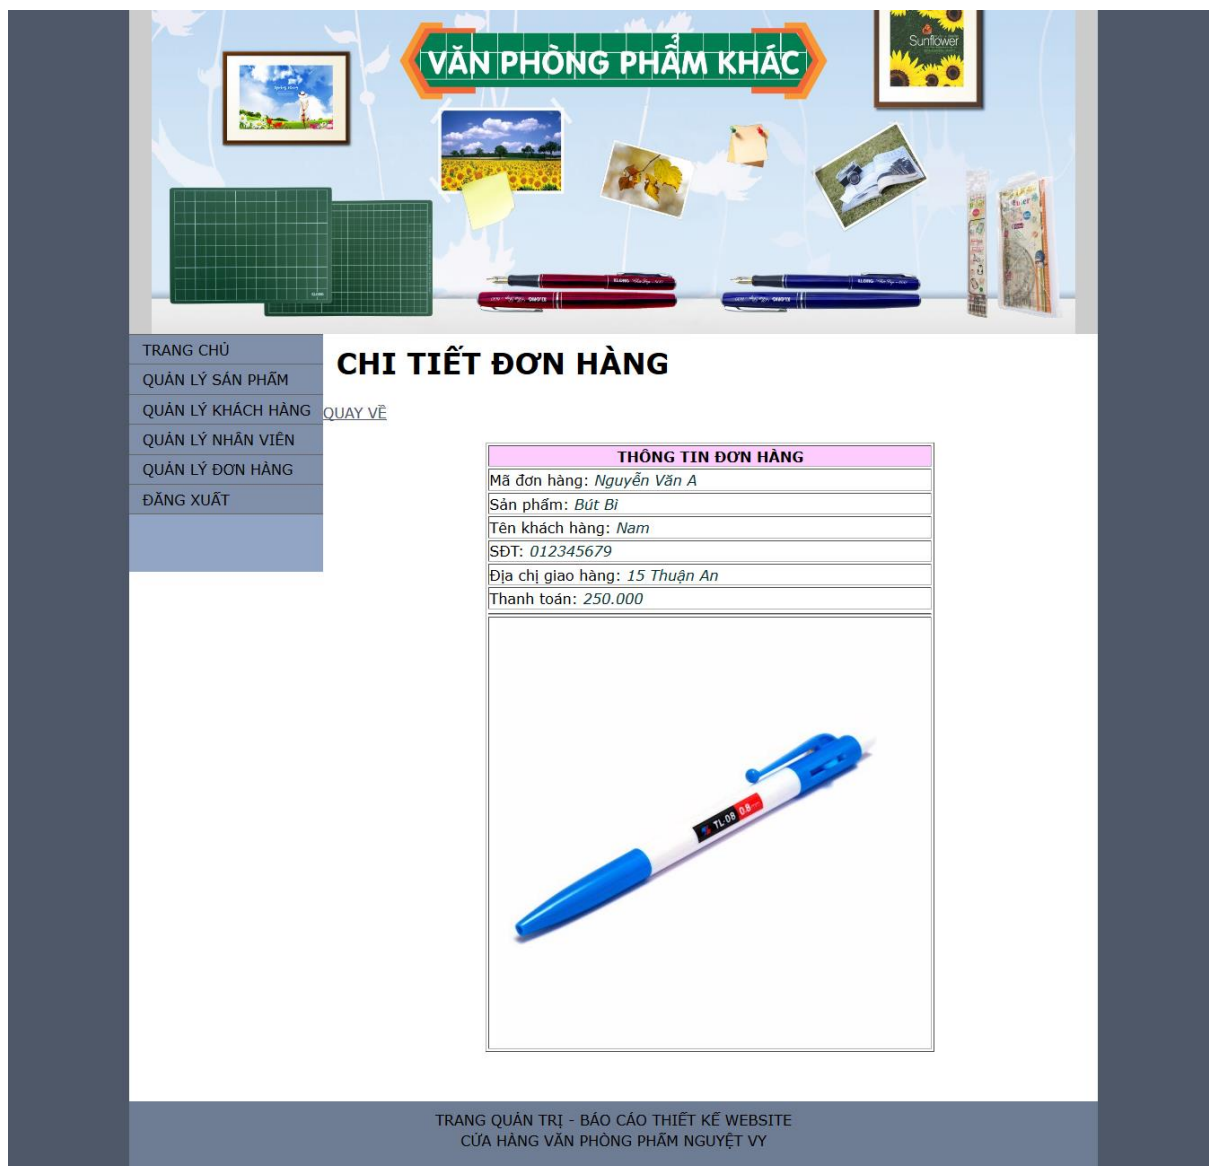 VĂN PHÒNG PHẨM KHÁC
Sunflower
TRANG CHỦ
QUẢN LÝ SẢN PHẨM
QUẢN LÝ KHÁCH HÀNG
QUẢN LÝ NHÂN VIÊN
QUẢN LÝ ĐƠN HÀNG
ĐĂNG XUẤT
CHI TIẾT ĐƠN HÀNG
QUAY VỀ
THÔNG TIN ĐƠN HÀNG
Mã đơn hàng: Nguyễn Văn A
Sản phẩm: Bút Bi
Tên khách hàng: Nam
SĐT: 012345679
Địa chị giao hàng: 15 Thuận An
Thanh toán: 250.000
TL-08 0.8
TRANG QUẢN TRỊ - BÁO CÁO THIẾT KẾ WEBSITE
CỬA HÀNG VĂN PHÒNG PHẨM NGUYỆT VY